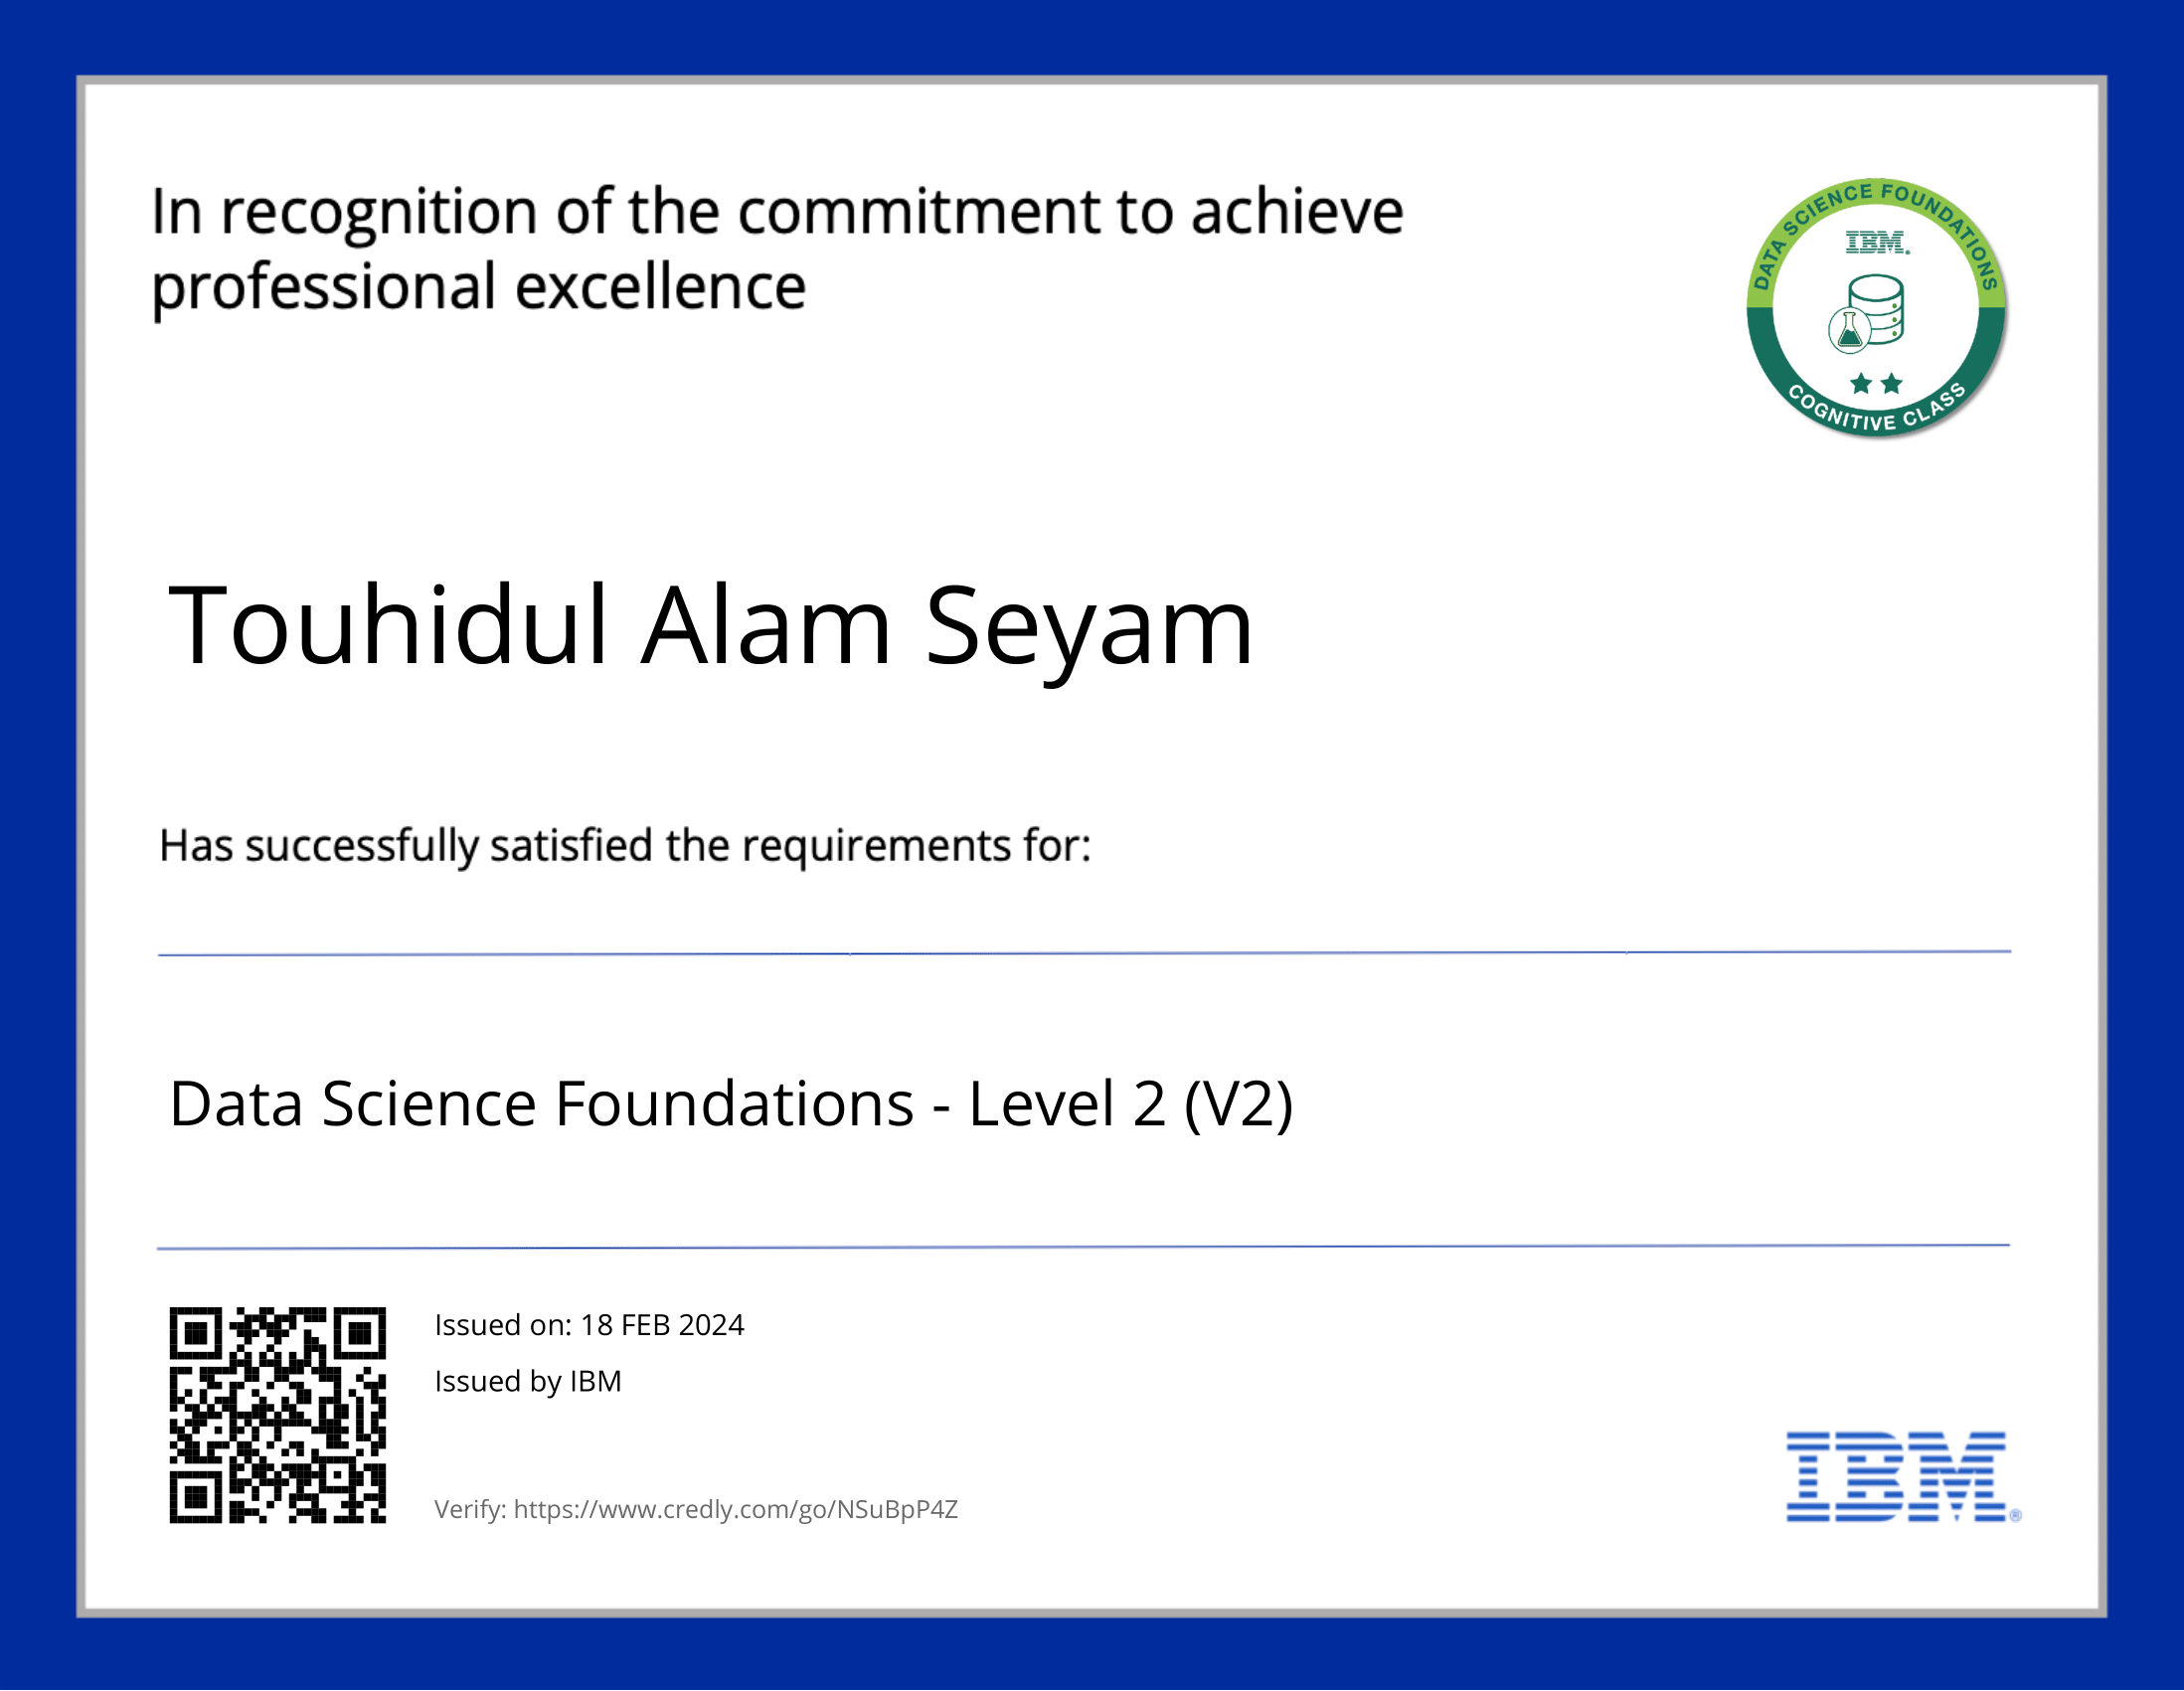 In recognition of the commitment to achieve
professional excellence
DATA SCIENCE FOUNDATIONS
IBM®
COGNITIVE CLASS
Touhidul Alam Seyam
Has successfully satisfied the requirements for:
Data Science Foundations - Level 2 (V2)
Issued on: 18 FEB 2024
Issued by IBM
Verify: https://www.credly.com/go/NSuBpP4Z
IBM®